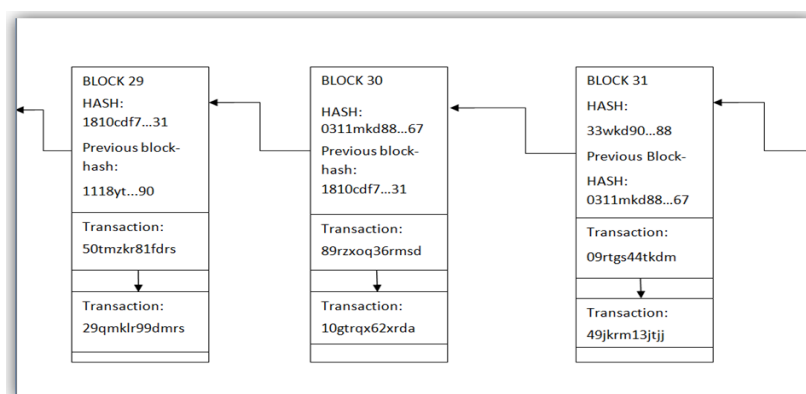 BLOCK 29
HASH:
1810cdf7...31
Previous block-
hash:
1118yt...90
Transaction:
50tmzkr81fdrs
Transaction:
29qmklr99dmrs
BLOCK 30
HASH:
0311mkd88...67
Previous block-
hash:
1810cdf7...31
Transaction:
89rzxoq36rmsd
Transaction:
10gtrqx62xrda
BLOCK 31
HASH:
33wkd90...88
Previous Block-
HASH:
0311mkd88...67
Transaction:
09rtgs44tkdm
Transaction:
49jkrm13jtjj